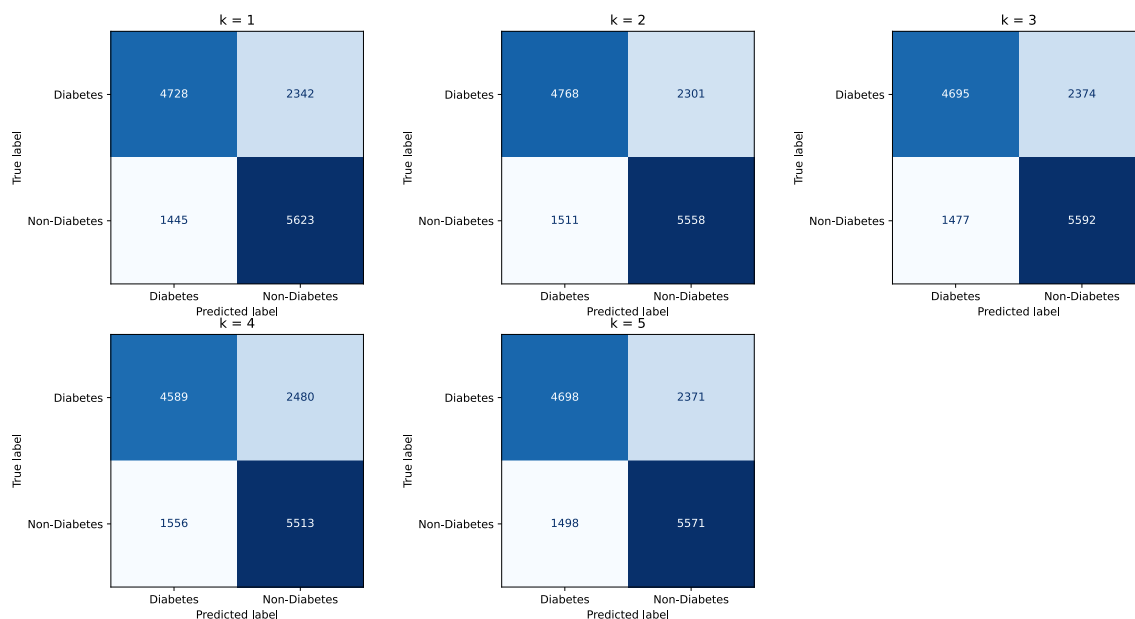 k = 1
Diabetes
4728 2342
True label
Non-Diabetes
1445 5623
Diabetes Non-Diabetes
Predicted label
k = 2
Diabetes
4768 2301
True label
Non-Diabetes
1511 5558
Diabetes Non-Diabetes
Predicted label
k = 3
Diabetes
4695 2374
True label
Non-Diabetes
1477 5592
Diabetes Non-Diabetes
Predicted label
k = 4
Diabetes
4589 2480
True label
Non-Diabetes
1556 5513
Diabetes Non-Diabetes
Predicted label
k = 5
Diabetes
4698 2371
True label
Non-Diabetes
1498 5571
Diabetes Non-Diabetes
Predicted label